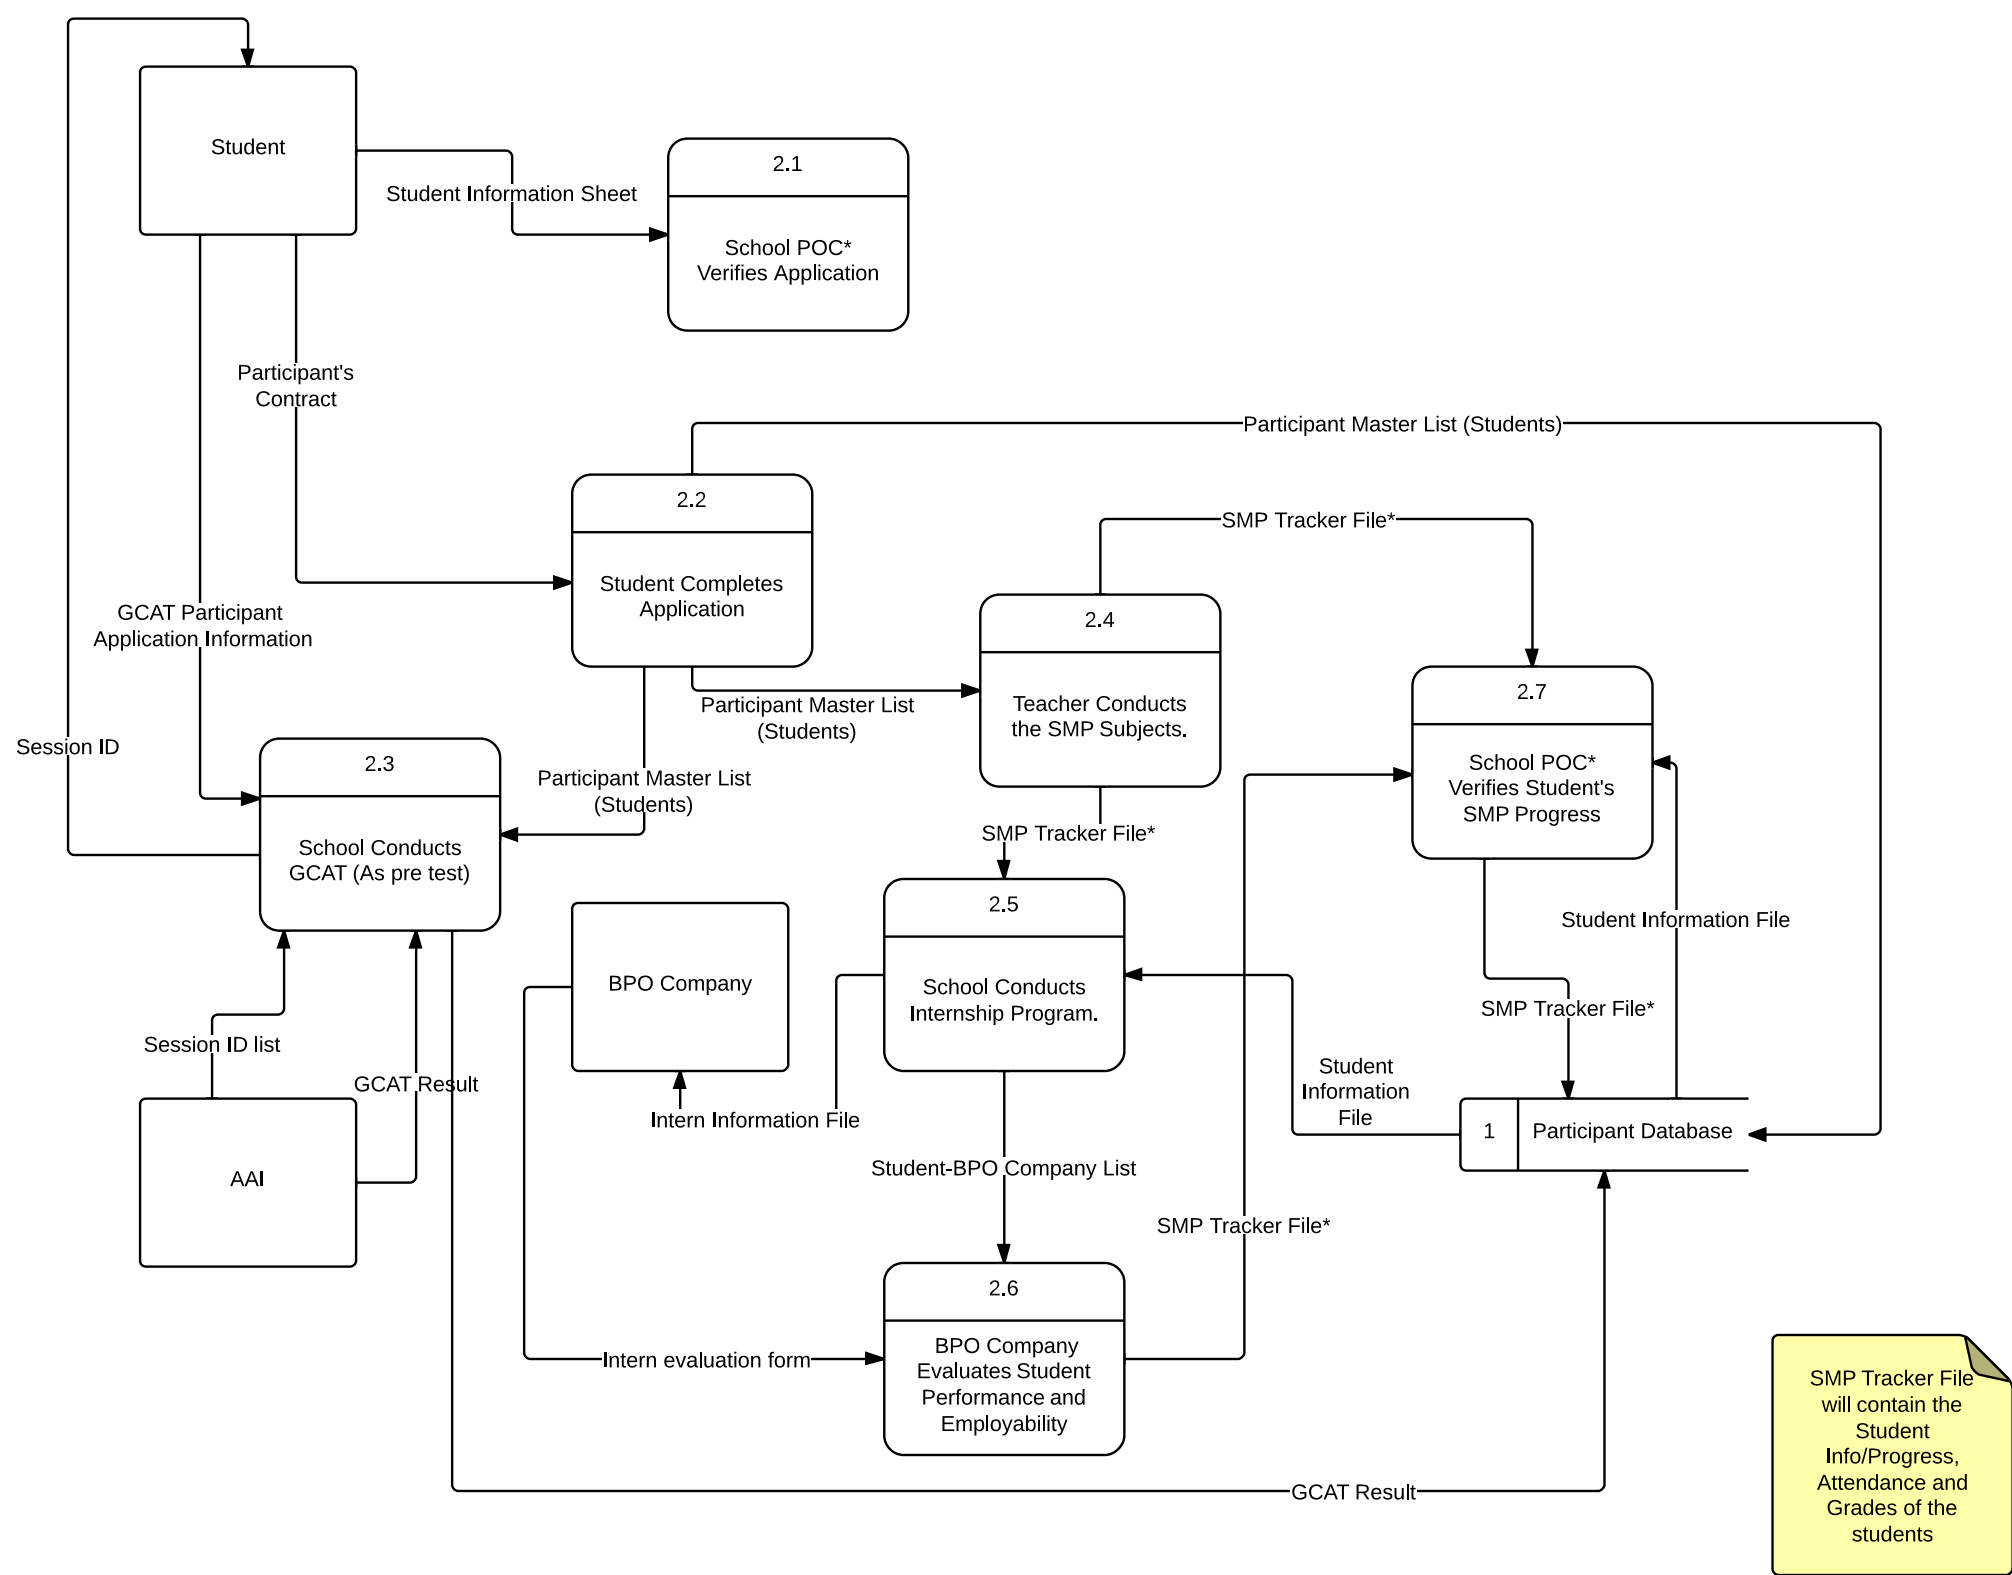 Student
2.1
Student Information Sheet
School POC*
Verifies Application
Participant's
Contract
Participant Master List (Students)
2.2
SMP Tracker File*
Student Completes
Application
GCAT Participant
Application Information
2.4
2.7
Participant Master List
(Students)
Teacher Conducts
the SMP Subjects.
Session ID
2.3
Participant Master List
(Students)
School POC*
Verifies Student's
SMP Progress
SMP Tracker File*
School Conducts
GCAT (As pre test)
2.5
Student Information File
BPO Company
School Conducts
Internship Program.
SMP Tracker File*
Session ID list
GCAT Result
Student
Information
File
Intern Information File
1
Participant Database
AAI
Student-BPO Company List
SMP Tracker File*
2.6
Intern evaluation form
BPO Company
Evaluates Student
Performance and
Employability
SMP Tracker File
will contain the
Student
Info/Progress,
Attendance and
Grades of the
students
GCAT Result